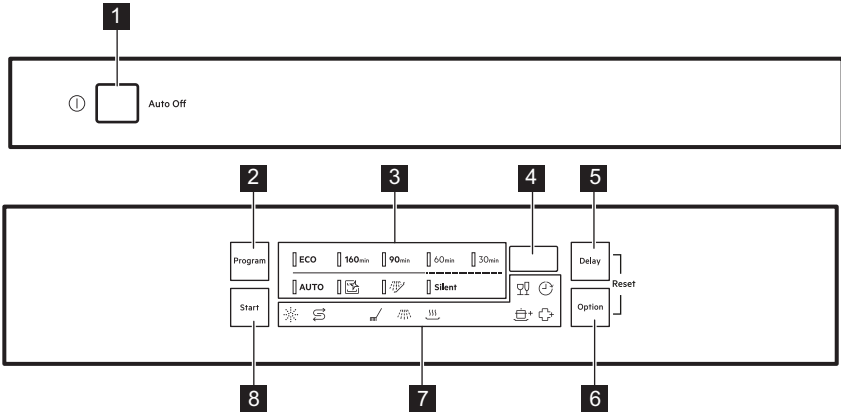 1
Auto Off
2 3 4 5
Program
ECO 160min 90min 60min 30min
Delay
Reset
AUTO Silent
Start
Option
8 7 6